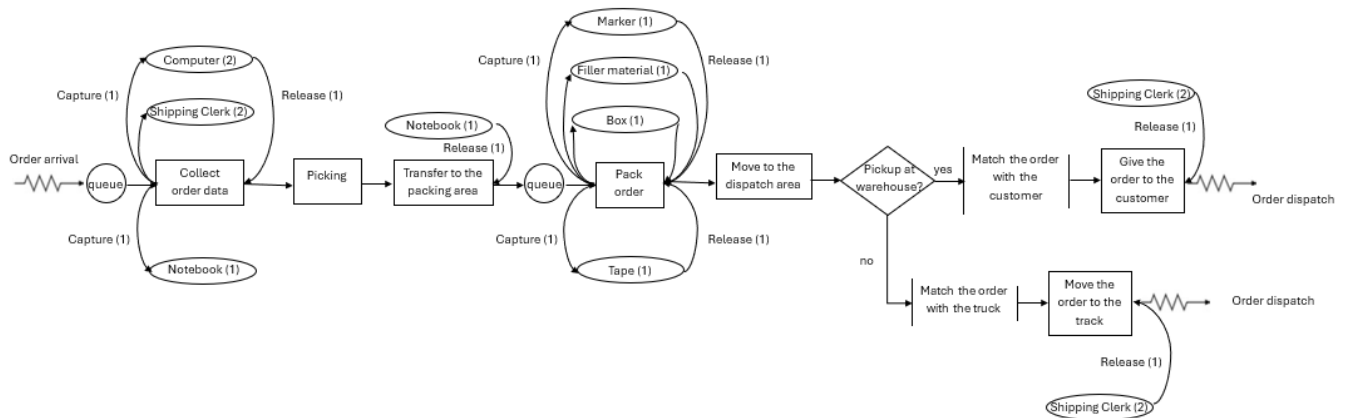 Marker (1)
Computer (2)
Capture (1)
Release (1)
Filler material (1)
Capture (1)
Release (1)
Shipping Clerk (2)
Shipping Clerk (2)
Box (1)
Notebook (1)
Release (1)
Release (1)
Order arrival
queue
Collect
order data
Picking
Transfer to the
packing area
queue
Pack
order
Move to the
dispatch area
Pickup at
warehouse?
yes
Match the order
with the
customer
Give the
order to the
customer
Order dispatch
Capture (1)
Notebook (1)
Capture (1)
Release (1)
Tape (1)
no
Match the order
with the truck
Move the
order to the
track
Order dispatch
Release (1)
Shipping Clerk (2)